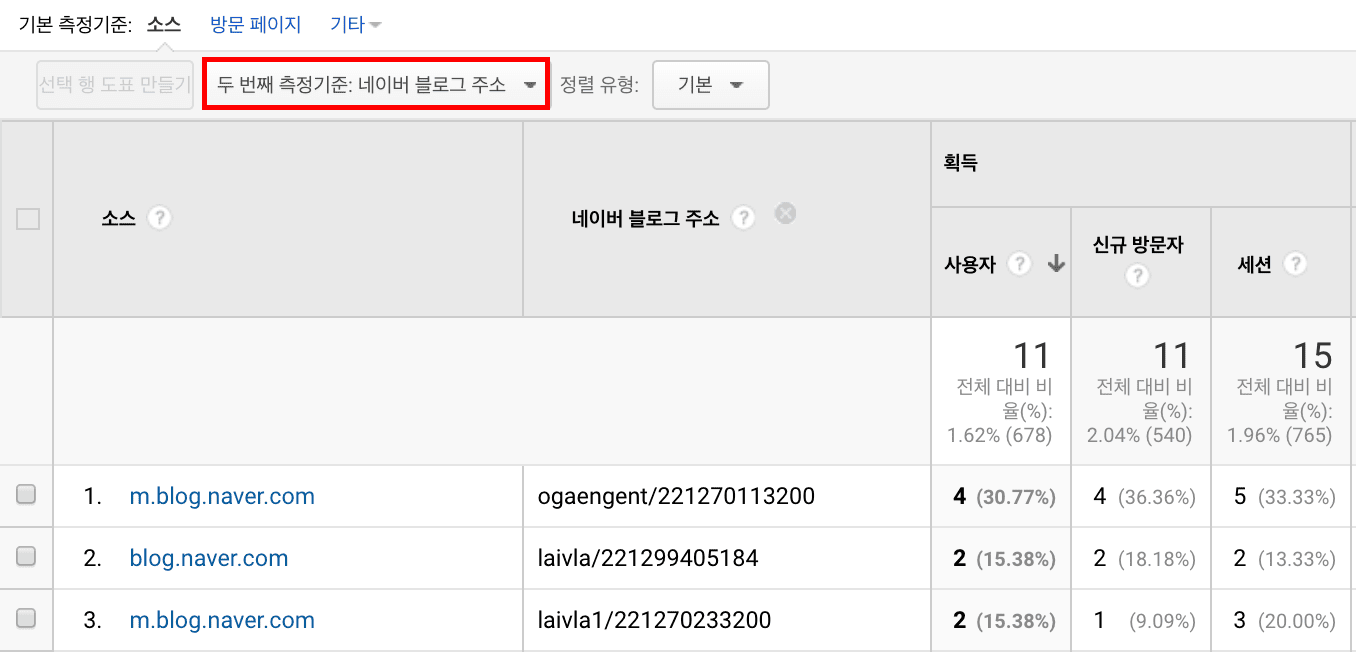 기본 측정기준: 소스 방문 페이지 기타
선택 행 도표 만들기 두 번째 측정기준: 네이버 블로그 주소 정렬 유형: 기본
획득
소스 ? 네이버 블로그 주소 ?
사용자 ? 신규 방문자 ? 세션 ?
11 11 15
전체 대비 비 전체 대비 비 전체 대비 비
율(%): 율(%): 율(%):
1.62% (678) 2.04% (540) 1.96% (765)
1. m.blog.naver.com ogaengent/221270113200 4 (30.77%) 4 (36.36%) 5 (33.33%)
2. blog.naver.com laivla/221299405184 2 (15.38%) 2 (18.18%) 2 (13.33%)
3. m.blog.naver.com laivla1/221270233200 2 (15.38%) 1 (9.09%) 3 (20.00%)